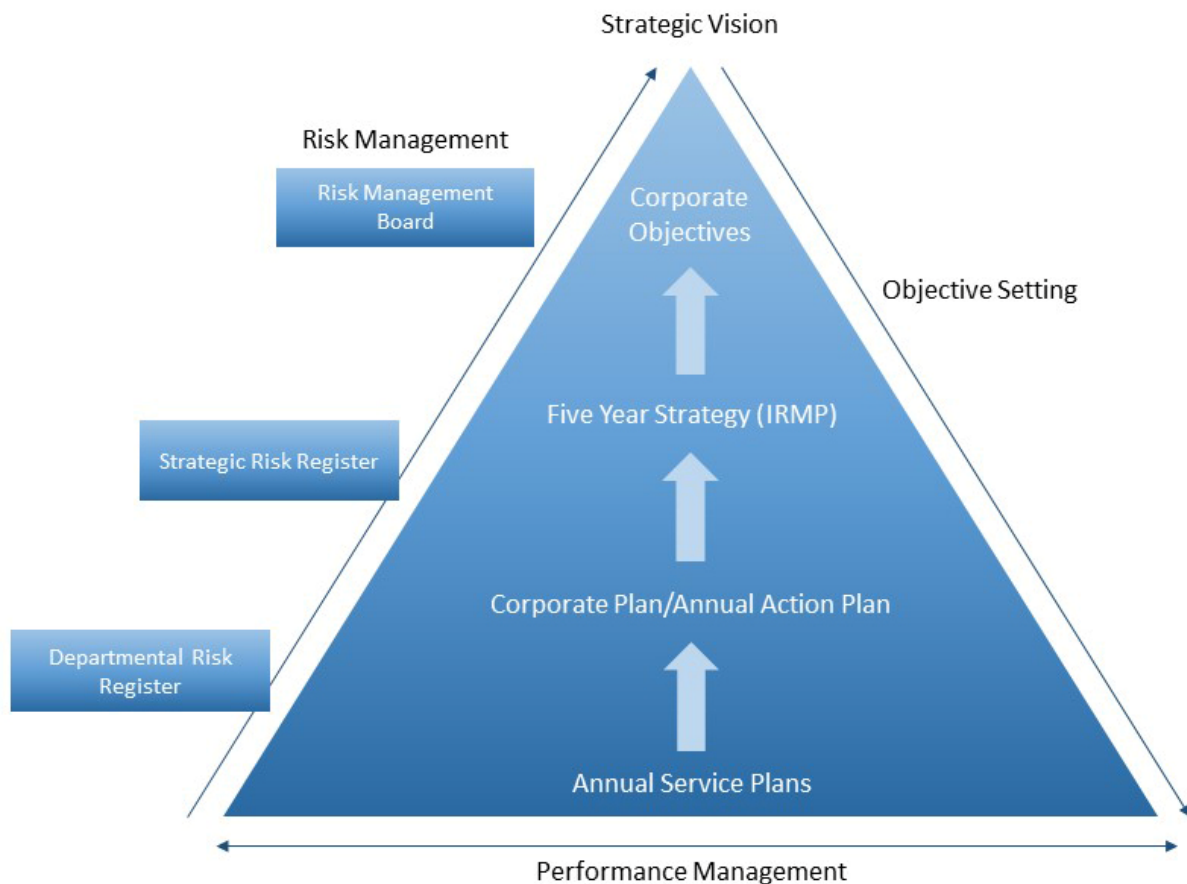 Strategic Vision
Risk Management
Risk Management
Board
Corporate
Objectives
Objective Setting
Five Year Strategy (IRMP)
Strategic Risk Register
Corporate Plan/Annual Action Plan
Departmental Risk
Register
Annual Service Plans
Performance Management